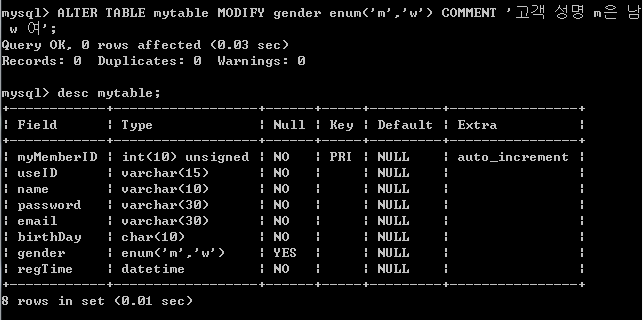 mysql> ALTER TABLE mytable MODIFY gender enum('m','w') COMMENT '고객 성명 m은 남
 w 여';
Query OK, 0 rows affected (0.03 sec)
Records: 0  Duplicates: 0  Warnings: 0

mysql> desc mytable;
+------------+------------------+------+-----+---------+----------------+
| Field      | Type             | Null | Key | Default | Extra          |
+------------+------------------+------+-----+---------+----------------+
| myMemberID | int(10) unsigned | NO   | PRI | NULL    | auto_increment |
| useID      | varchar(15)      | NO   |     | NULL    |                |
| name       | varchar(10)      | NO   |     | NULL    |                |
| password   | varchar(30)      | NO   |     | NULL    |                |
| email      | varchar(30)      | NO   |     | NULL    |                |
| birthDay   | char(10)         | NO   |     | NULL    |                |
| gender     | enum('m','w')    | YES  |     | NULL    |                |
| regTime    | datetime         | NO   |     | NULL    |                |
+------------+------------------+------+-----+---------+----------------+
8 rows in set (0.01 sec)